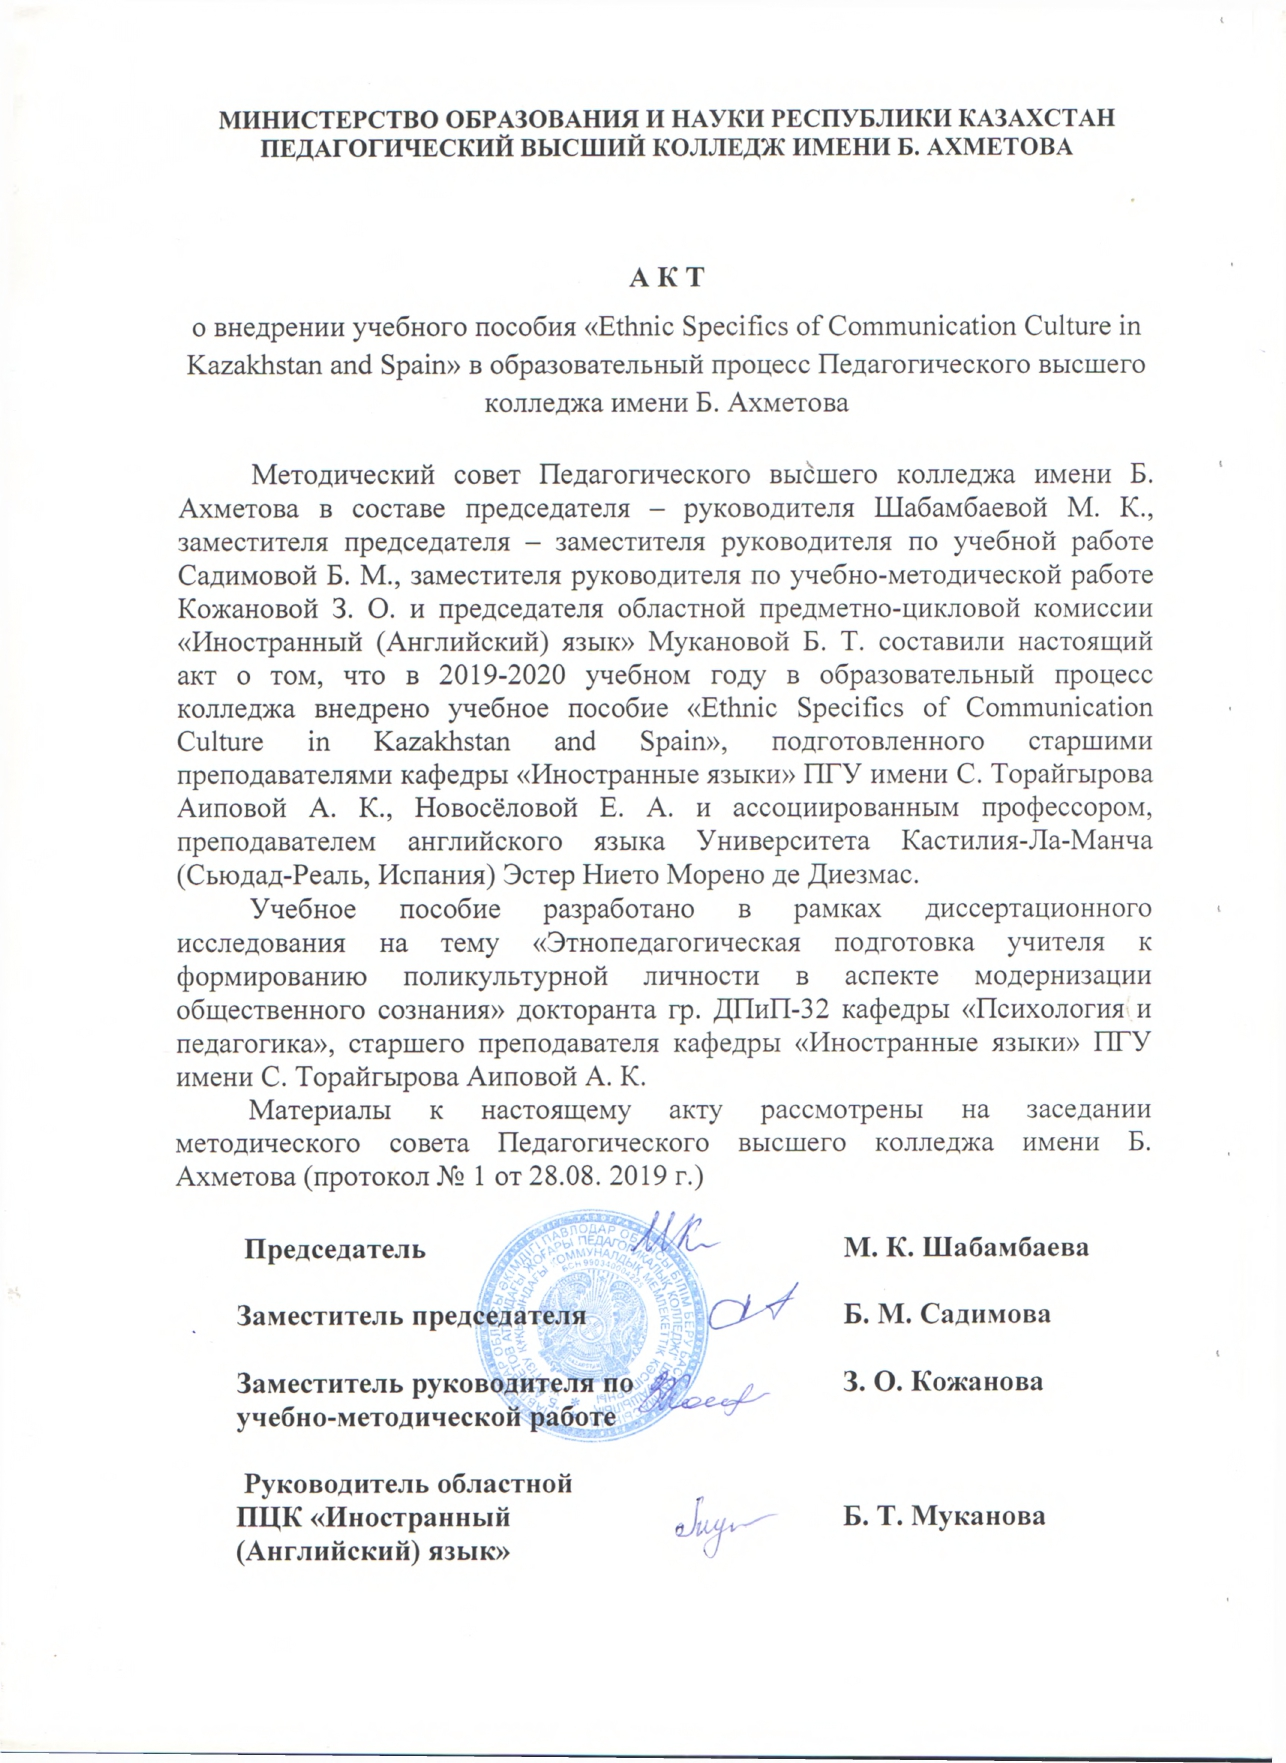 МИНИСТЕРСТВО ОБРАЗОВАНИЯ И НАУКИ РЕСПУБЛИКИ КАЗАХСТАН
ПЕДАГОГИЧЕСКИЙ ВЫСШИЙ КОЛЛЕДЖ ИМЕНИ Б. АХМЕТОВА
А К Т
о внедрении учебного пособия «Ethnic Specifics of Communication Culture in
Kazakhstan and Spain» в образовательный процесс Педагогического высшего
колледжа имени Б. Ахметова
Методический совет Педагогического высшего колледжа имени Б.
Ахметова в составе председателя – руководителя Шабамбаевой М. К.,
заместителя председателя – заместителя руководителя по учебной работе
Садимовой Б. М., заместителя руководителя по учебно-методической работе
Кожановой З. О. и председателя областной предметно-цикловой комиссии
«Иностранный (Английский) язык» Мукановой Б. Т. составили настоящий
акт о том, что в 2019-2020 учебном году в образовательный процесс
колледжа внедрено учебное пособие «Ethnic Specifics of Communication
Culture in Kazakhstan and Spain», подготовленного старшими
преподавателями кафедры «Иностранные языки» ПГУ имени С. Торайгырова
Аиповой А. К., Новосёловой Е. А. и ассоциированным профессором,
преподавателем английского языка Университета Кастилия-Ла-Манча
(Сьюдад-Реаль, Испания) Эстер Нието Морено де Диезмас.
Учебное пособие разработано в рамках диссертационного
исследования на тему «Этнопедагогическая подготовка учителя к
формированию поликультурной личности в аспекте модернизации
общественного сознания» докторанта гр. ДПиП-32 кафедры «Психология и
педагогика», старшего преподавателя кафедры «Иностранные языки» ПГУ
имени С. Торайгырова Аиповой А. К.
Материалы к настоящему акту рассмотрены на заседании
методического совета Педагогического высшего колледжа имени Б.
Ахметова (протокол № 1 от 28.08. 2019 г.)
Председатель М. К. Шабамбаева
Заместитель председателя Б. М. Садимова
Заместитель руководителя по З. О. Кожанова
учебно-методической работе
Руководитель областной
ПЦК «Иностранный Б. Т. Муканова
(Английский) язык»